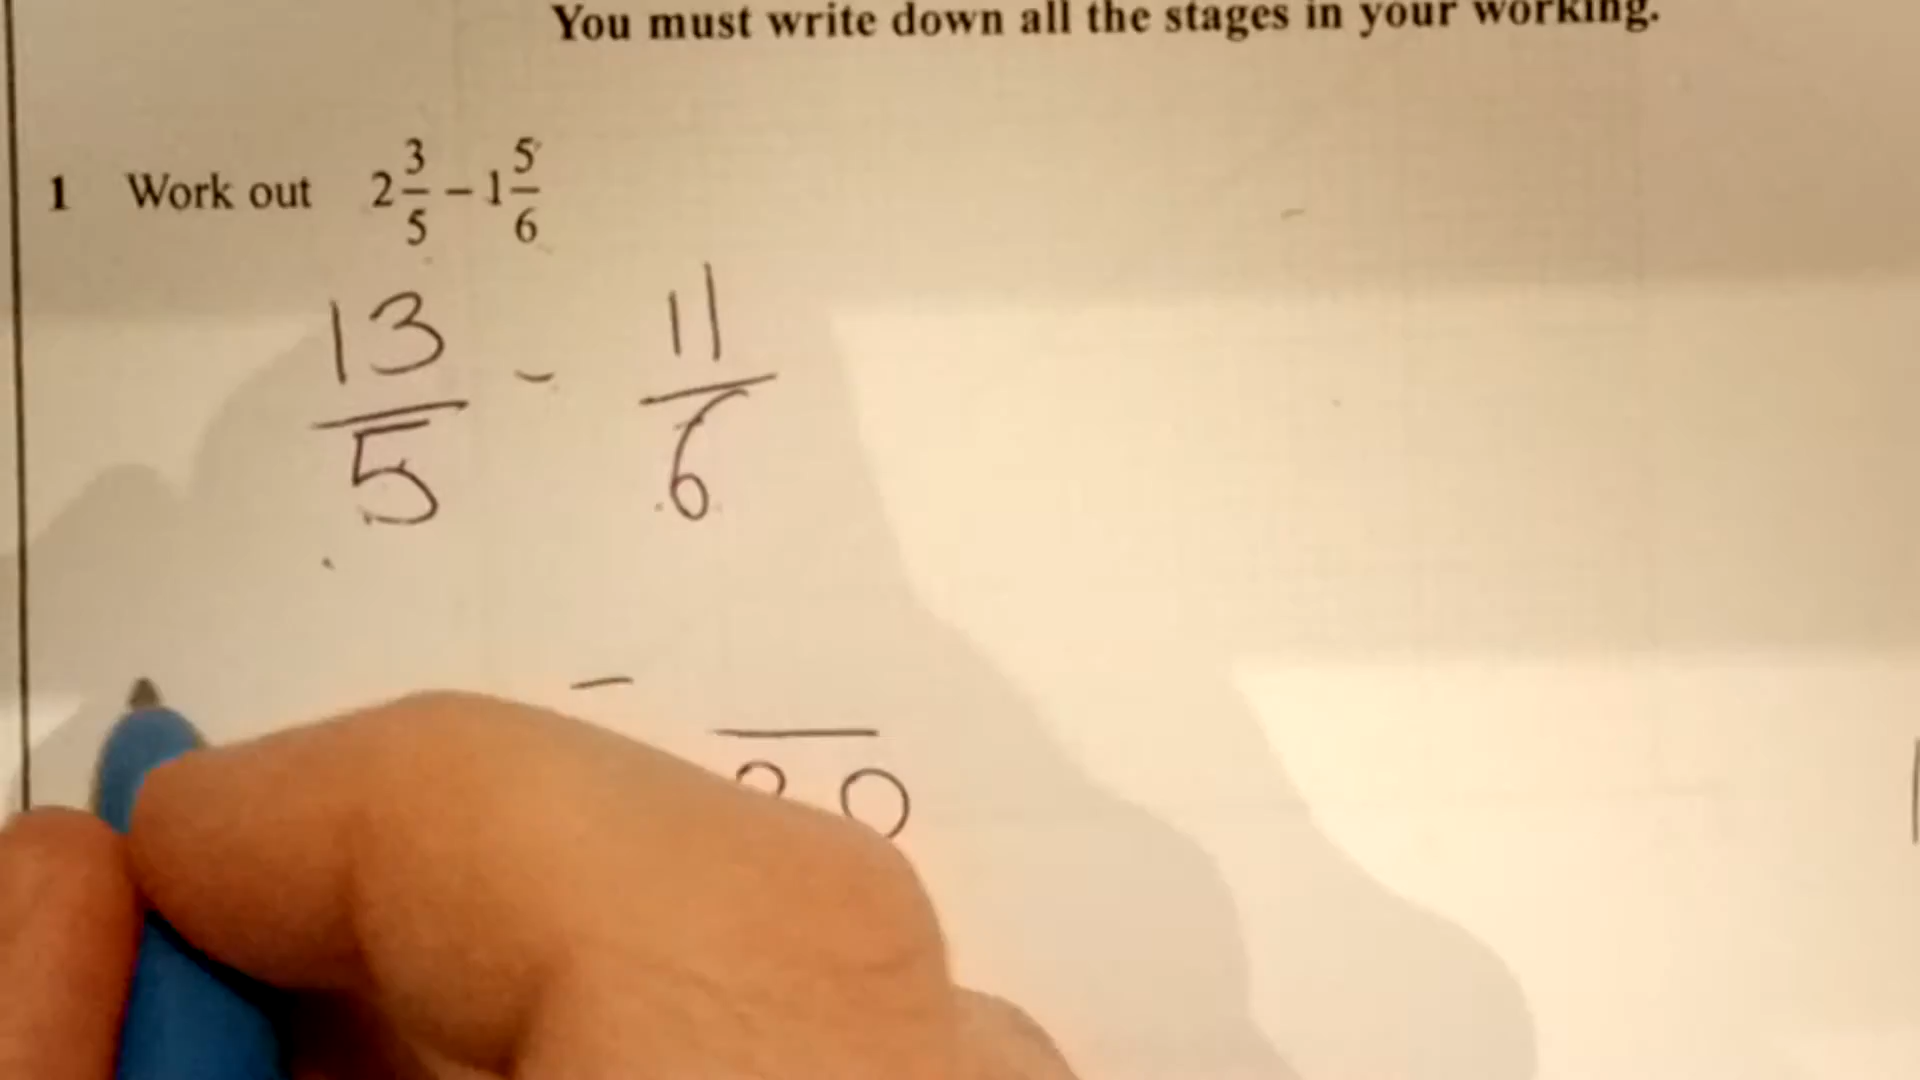 You must write down all the stages in your working.
1 Work out 2 3/5 - 1 5/6
13/5 - 11/6
-
0